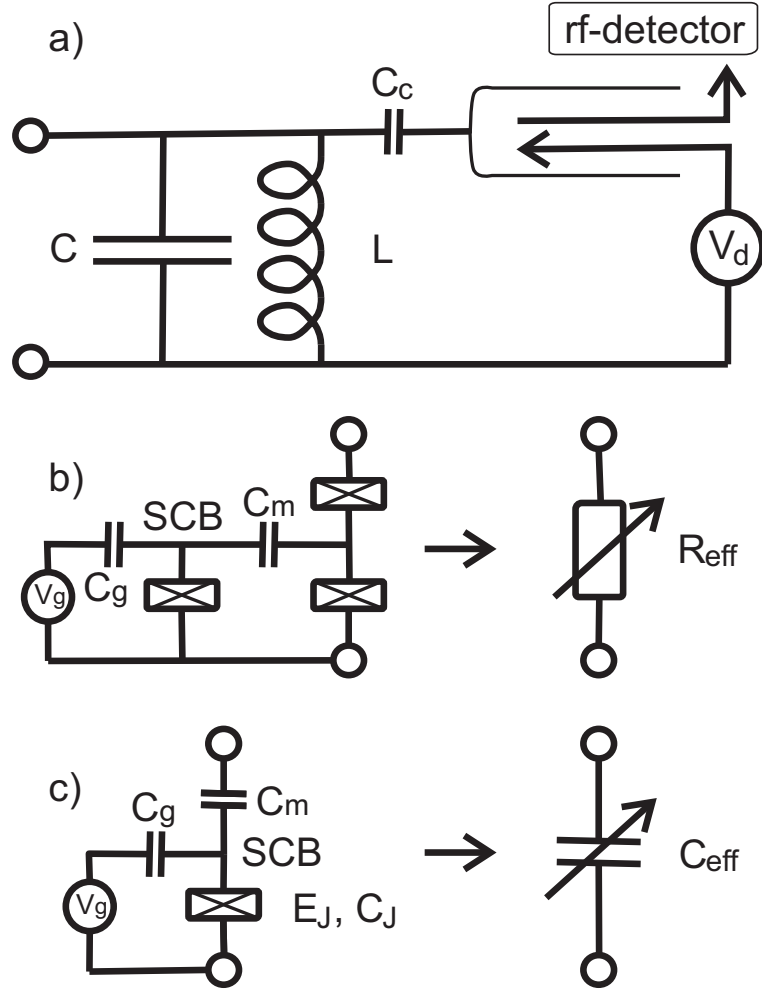 a)
rf-detector
Cc
C
L
Vd
b)
SCB
Cm
Cg
Vg
Reff
c)
Cg
Cm
SCB
Vg
EJ, CJ
Ceff